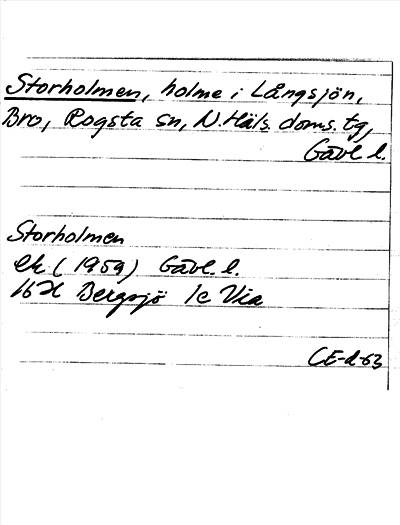 Storholmen, holme i Långsjön,
Bro, Rogsta sn, N. Häls. doms. tg,
Gävl l.
Storholmen
ek (1959) Gävl. l.
16H Bergsjö 1c Via
CE-d-63